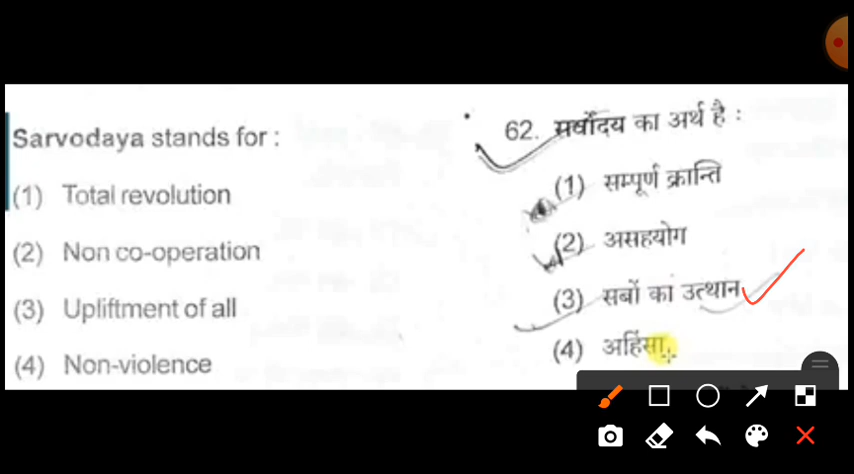 Sarvodaya stands for :
(1) Total revolution
(2) Non co-operation
(3) Upliftment of all
(4) Non-violence
62. सर्वोदय का अर्थ है :
(1) सम्पूर्ण क्रान्ति
(2) असहयोग
(3) सबों का उत्थान
(4) अहिंसा